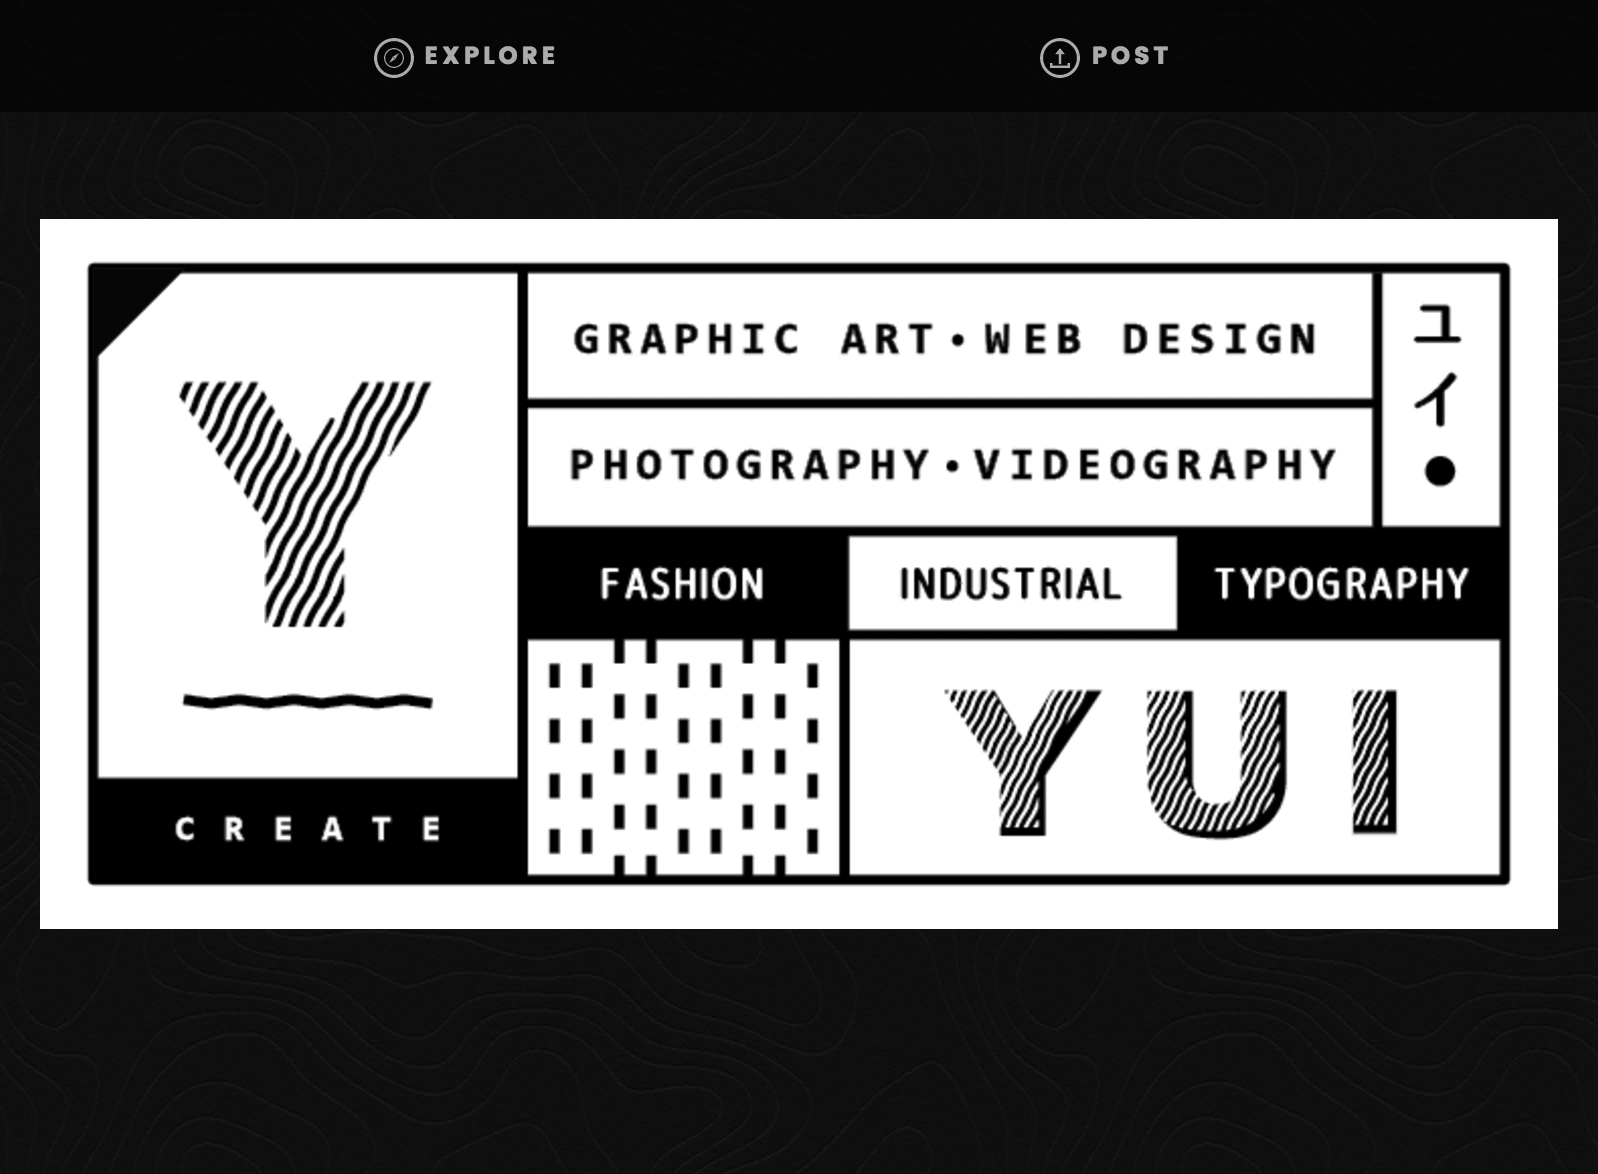 EXPLORE
POST
Y
CREATE
GRAPHIC ART•WEB DESIGN
PHOTOGRAPHY•VIDEOGRAPHY
ユイ●
FASHION
INDUSTRIAL
TYPOGRAPHY
YUI